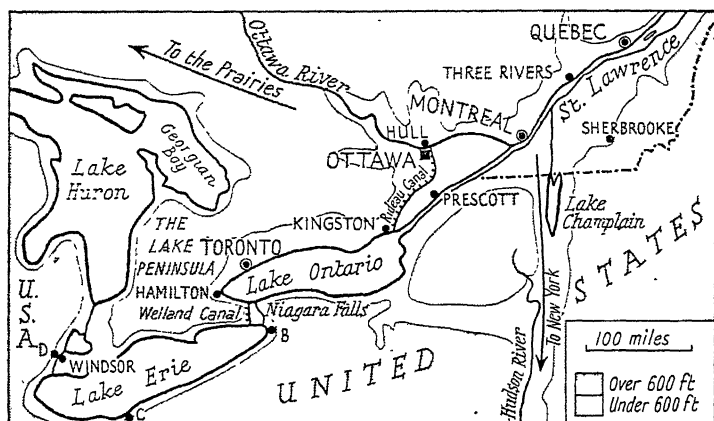 QUEBEC
To the Prairies
Ottawa River
THREE RIVERS
St. Lawrence
MONTREAL
SHERBROOKE
HULL
OTTAWA
Georgian
Bay
Lake
Huron
Rideau Canal
PRESCOTT
Lake
Champlain
KINGSTON
THE
LAKE
PENINSULA
TORONTO
Lake Ontario
HAMILTON
Welland Canal
Niagara Falls
U.
S.
A
D
B
WINDSOR
Lake Erie
C
UNITED
STATES
To New York
Hudson River
100 miles
Over 600 ft
Under 600 ft